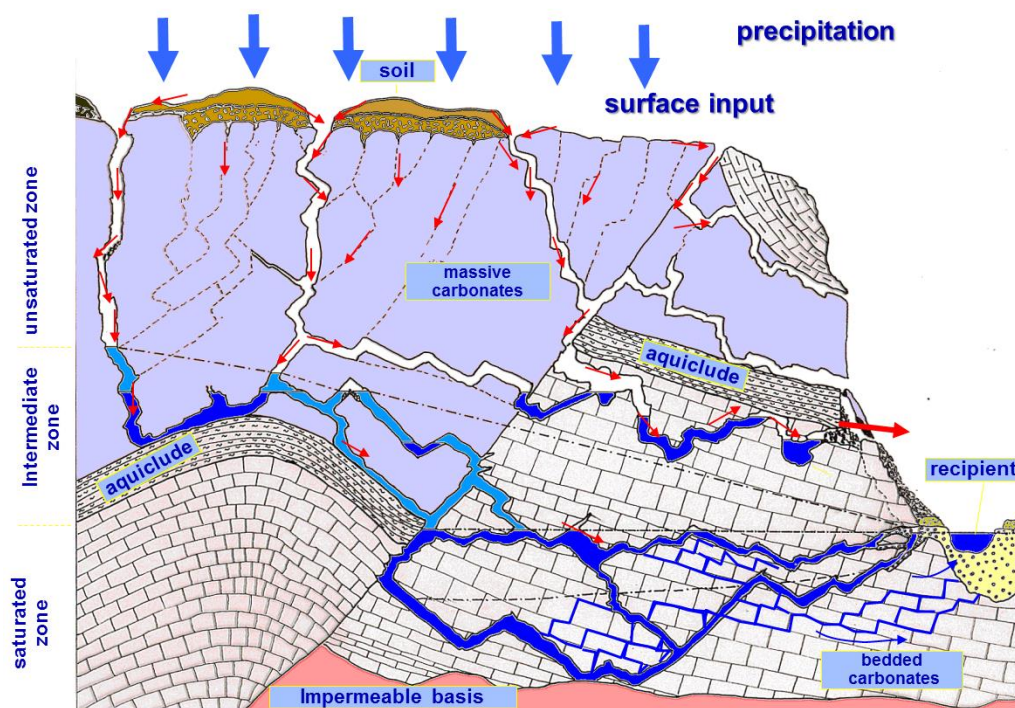 precipitation
soil
surface input
unsaturated zone
massive
carbonates
aquiclude
Intermediate
zone
aquiclude
recipient
saturated
zone
bedded
carbonates
Impermeable basis